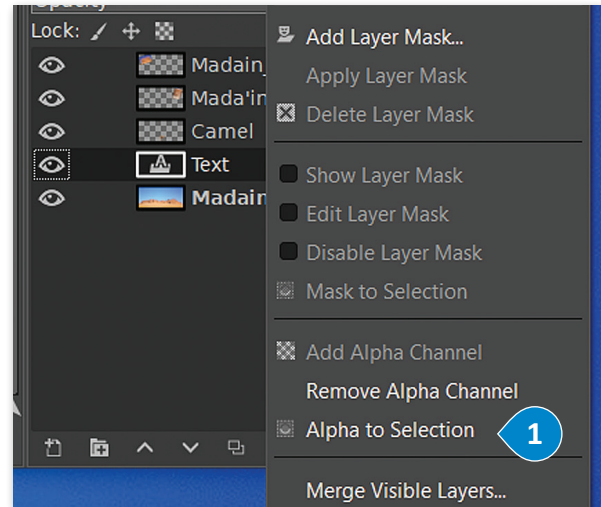 Opacity
Lock:
Madain_
Mada'in
Camel
Text
Madain
Add Layer Mask...
Apply Layer Mask
Delete Layer Mask
Show Layer Mask
Edit Layer Mask
Disable Layer Mask
Mask to Selection
Add Alpha Channel
Remove Alpha Channel
Alpha to Selection
1
Merge Visible Layers...